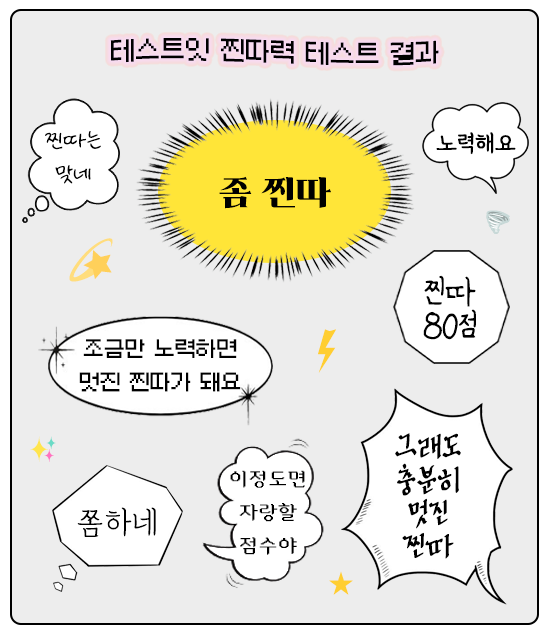 테스트잇 찐따력 테스트 결과
찐따는
맞네
좀 찐따
노력해요
찐따
80점
조금만 노력하면
멋진 찐따가 돼요
쫌하네
이정도면
자랑할
점수야
그래도
충분히
멋진
찐따